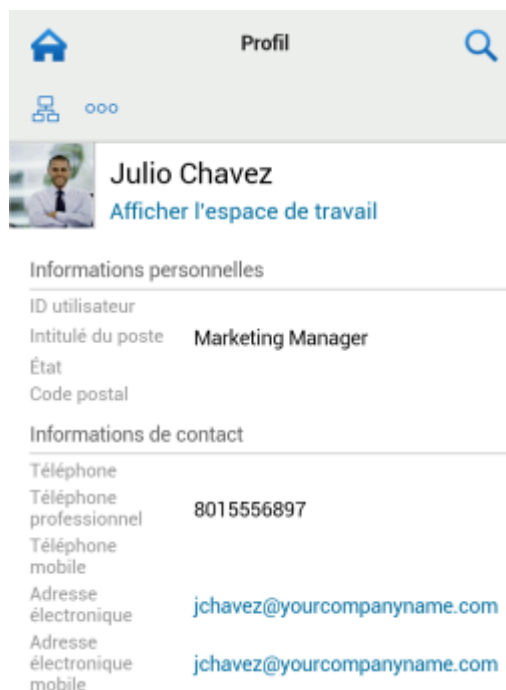 Profil
Julio Chavez
Afficher l'espace de travail
Informations personnelles
ID utilisateur
Intitulé du poste Marketing Manager
État
Code postal
Informations de contact
Téléphone
Téléphone
professionnel 8015556897
Téléphone
mobile
Adresse
électronique jchavez@yourcompanyname.com
Adresse
électronique jchavez@yourcompanyname.com
mobile